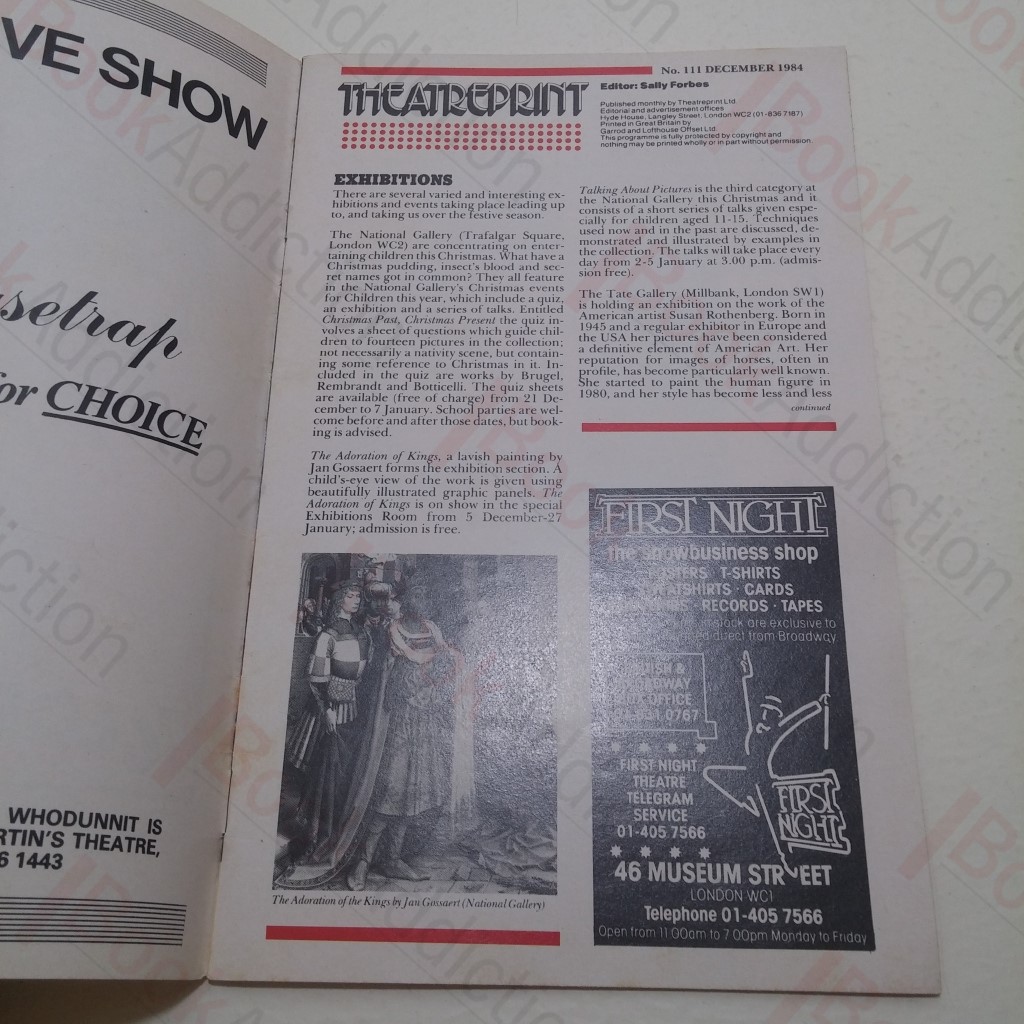 VE SHOW
setrap
for CHOICE
WHODUNNIT IS
RTIN'S THEATRE,
6 1443
No. 111 DECEMBER 1984
THEATREPRINT
Editor: Sally Forbes
Published monthly by Theatreprint Ltd.
Editorial and advertisement offices
Hyde House, Langley Street, London WC2 (01-836 7187)
Printed in Great Britain by
Garrod and Lofthouse Offset Ltd.
This programme is fully protected by copyright and
nothing may be printed wholly or in part without permission.
EXHIBITIONS
There are several varied and interesting ex-
hibitions and events taking place leading up
to, and taking us over the festive season.
The National Gallery (Trafalgar Square,
London WC2) are concentrating on enter-
taining children this Christmas. What have a
Christmas pudding, insect's blood and sec-
ret names got in common? They all feature
in the National Gallery's Christmas events
for Children this year, which include a quiz,
an exhibition and a series of talks. Entitled
Christmas Past, Christmas Present the quiz in-
volves a sheet of questions which guide chil-
dren to fourteen pictures in the collection;
not necessarily a nativity scene, but contain-
ing some reference to Christmas in it. In-
cluded in the quiz are works by Brugel,
Rembrandt and Botticelli. The quiz sheets
are available (free of charge) from 21 De-
cember to 7 January. School parties are wel-
come before and after those dates, but book-
ing is advised.
The Adoration of Kings, a lavish painting by
Jan Gossaert forms the exhibition section. A
child's-eye view of the work is given using
beautifully illustrated graphic panels. The
Adoration of Kings is on show in the special
Exhibitions Room from 5 December-27
January; admission is free.
The Adoration of the Kings by Jan Gossaert (National Gallery)
Talking About Pictures is the third category at
the National Gallery this Christmas and it
consists of a short series of talks given espe-
cially for children aged 11-15. Techniques
used now and in the past are discussed, de-
monstrated and illustrated by examples in
the collection. The talks will take place every
day from 2-5 January at 3.00 p.m. (admis-
sion free).
The Tate Gallery (Millbank, London SW1)
is holding an exhibition on the work of the
American artist Susan Rothenberg. Born in
1945 and a regular exhibitor in Europe and
the USA her pictures have been considered
a definitive element of American Art. Her
reputation for images of horses, often in
profile, has become particularly well known.
She started to paint the human figure in
1980, and her style has become less and less
continued
FIRST NIGHT
the showbusiness shop
POSTERS · T-SHIRTS
SWEATSHIRTS · CARDS
· RECORDS · TAPES
in stock are exclusive to
direct from Broadway
OFFICE
0767
FIRST NIGHT
THEATRE
TELEGRAM
SERVICE
01-405 7566
FIRST
NIGHT
46 MUSEUM STREET
LONDON WC1
Telephone 01-405 7566
Open from 11.00am to 7.00pm Monday to Friday
BookAddiction